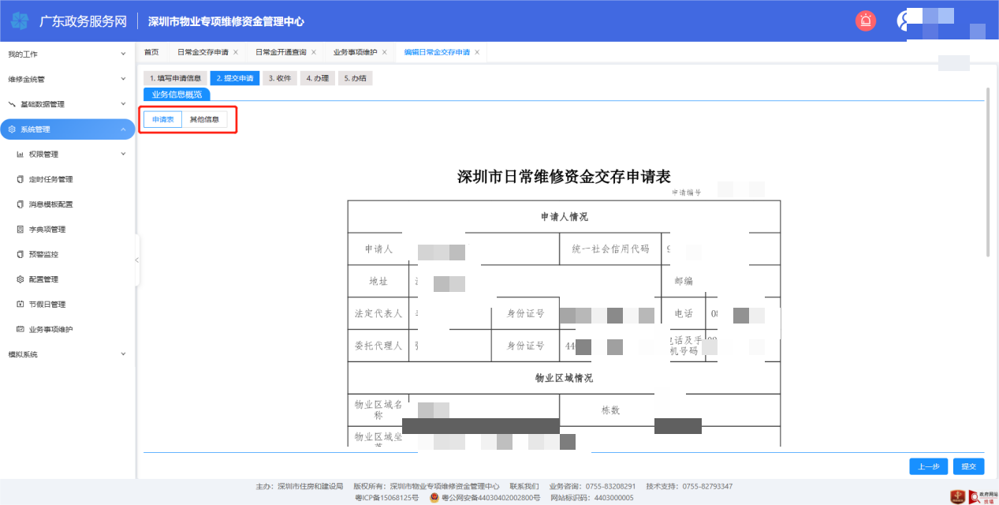 广东政务服务网 深圳市物业专项维修资金管理中心
我的工作
维修金统管
基础数据管理
系统管理
权限管理
定时任务管理
消息模板配置
字典项管理
预警监控
配置管理
节假日管理
业务事项维护
模拟系统
首页 日常金交存申请 日常金开通查询 业务事项维护 编辑日常金交存申请
1. 填写申请信息 2. 提交申请 3. 收件 4. 办理 5. 办结
业务信息概览
申请表 其他信息
深圳市日常维修资金交存申请表
申请编号
申请人情况
申请人 统一社会信用代码
地址 邮编
法定代表人 身份证号 电话
委托代理人 身份证号 电话及手
机号码
物业区域情况
物业区域名
称 栋数
物业区域坐
上一步 提交
主办：深圳市住房和建设局 版权所有：深圳市物业专项维修资金管理中心 联系我们 业务咨询：0755-83208291 技术支持：0755-82793347
粤ICP备15068125号 粤公网安备44030402002800号 网站标识码：4403000005
政府网站
找错